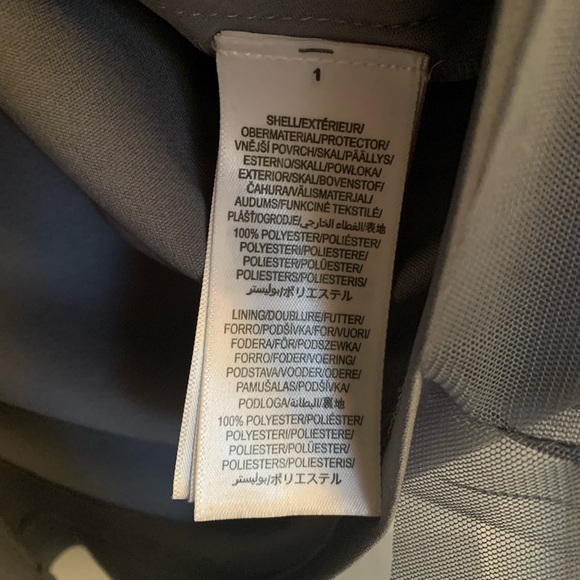 1
SHELL/EXTÉRIEUR/
OBERMATERIAL/PROTECTOR/
VNĚJŠÍ POVRCH/SKAL/PÄÄLLYS/
ESTERNO/SKALL/POWŁOKA/
EXTERIOR/SKAL/BOVENSTOF/
ČAHURA/VÄLISMATERJAL/
AUDUMS/FUNKCINĖ TEKSTILĖ/
PLÁŠŤ/OGRODJE/الغطاء الخارجي/表地
100% POLYESTER/POLIÉSTER/
POLYESTERI/POLIESTERE/
POLIESTER/POLÜESTER/
POLIESTERS/POLIESTERIS/
بوليستر/ポリエステル
LINING/DOUBLURE/FUTTER/
FORRO/PODŠÍVKA/FOR/VUORI/
FODERA/FÔR/PODSZEWKA/
FORRO/FODER/VOERING/
PODSTAVA/VOODER/ODERE/
PAMUŠALAS/PODŠÍVKA/
PODLOGA/البطانة/裏地
100% POLYESTER/POLIÉSTER/
POLYESTERI/POLIESTERE/
POLIESTER/POLÜESTER/
POLIESTERS/POLIESTERIS/
بوليستر/ポリエステル